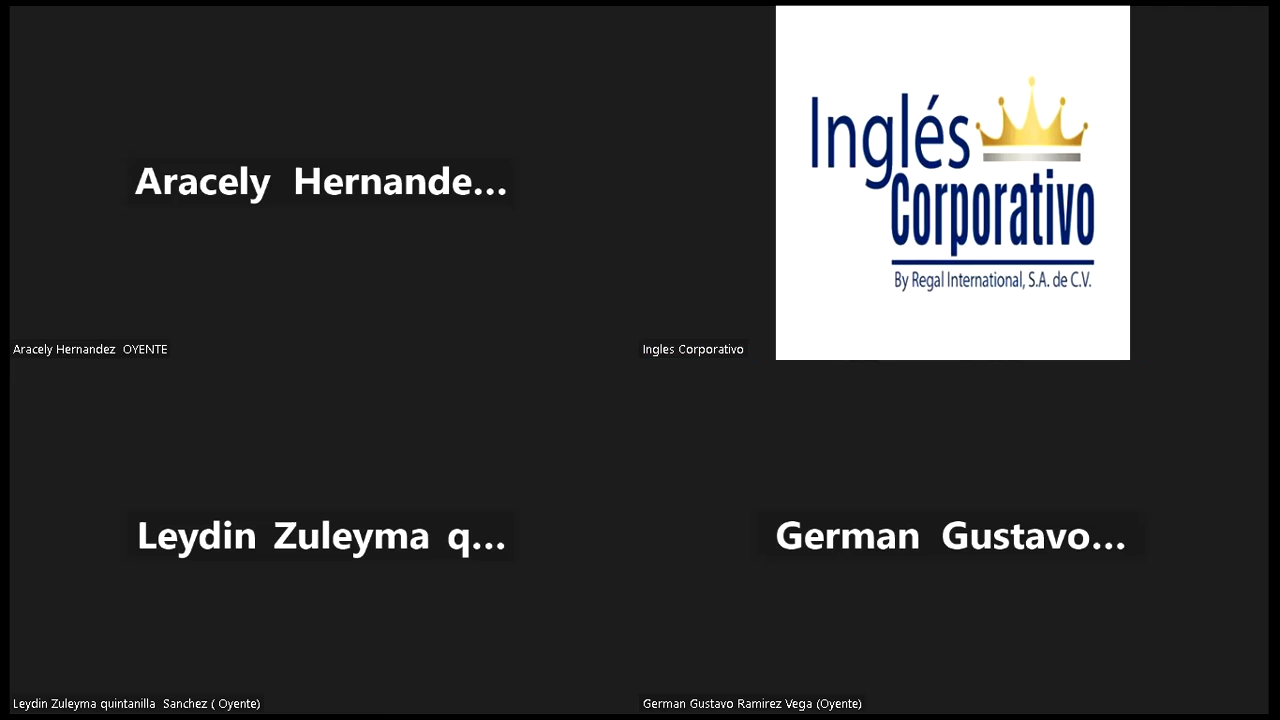 Aracely Hernande...
Aracely Hernandez OYENTE
Inglés
Corporativo
By Regal International, S.A. de C.V.
Ingles Corporativo
Leydin Zuleyma q...
Leydin Zuleyma quintanilla Sanchez ( Oyente)
German Gustavo...
German Gustavo Ramirez Vega (Oyente)